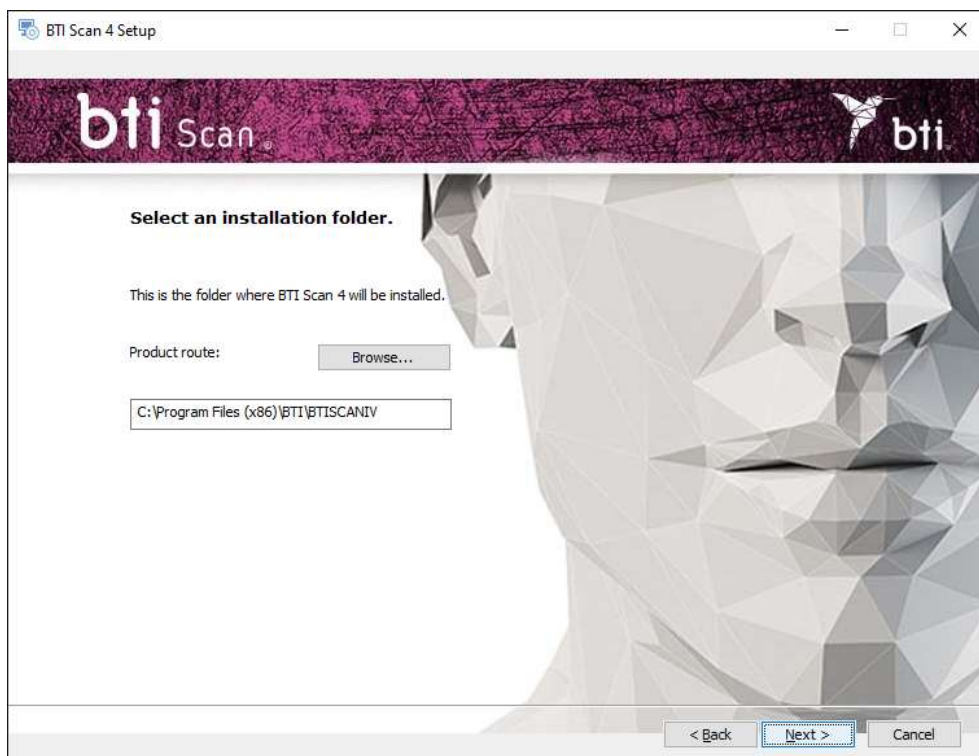 BTI Scan 4 Setup
bti Scan®
bti
Select an installation folder.
This is the folder where BTI Scan 4 will be installed.
Product route:
Browse...
C:\Program Files (x86)\BTI\BTISCANIV
< Back
Next >
Cancel